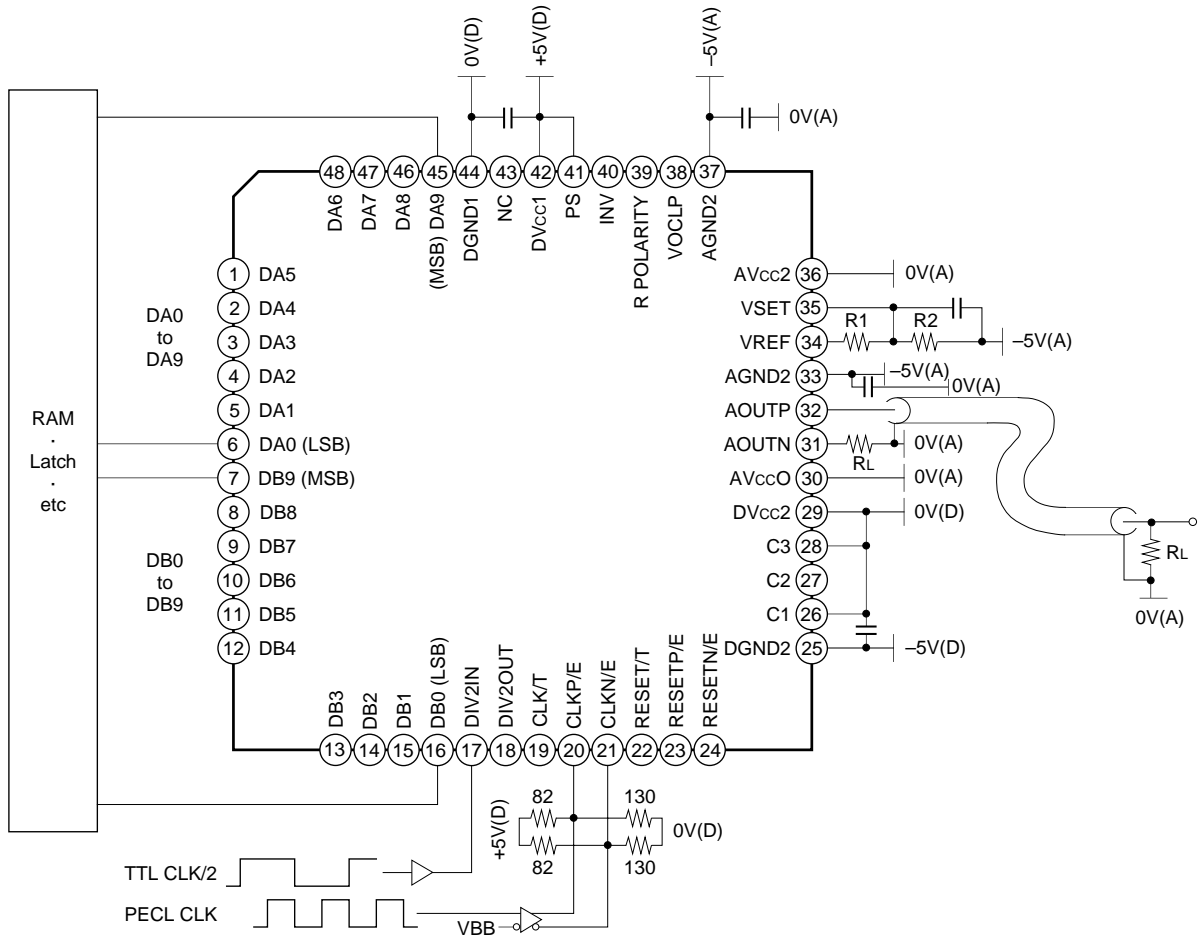 0V(D)
+5V(D)
–5V(A)
0V(A)
48
47
46
45
44
43
42
41
40
39
38
37
DA6
DA7
DA8
(MSB) DA9
DGND1
NC
DVCC1
PS
INV
R POLARITY
VOCLP
AGND2
RAM
·
Latch
·
etc
DA0
to
DA9
DB0
to
DB9
1 DA5
2 DA4
3 DA3
4 DA2
5 DA1
6 DA0 (LSB)
7 DB9 (MSB)
8 DB8
9 DB7
10 DB6
11 DB5
12 DB4
AVCC2 36 0V(A)
VSET 35
R1 R2
VREF 34 –5V(A)
AGND2 33 –5V(A)
0V(A)
AOUTP 32
AOUTN 31 RL 0V(A)
AVCCO 30 0V(A)
DVCC2 29 0V(D)
C3 28
C2 27
C1 26
DGND2 25 –5V(D)
RL
0V(A)
DB3
DB2
DB1
DB0 (LSB)
DIV2IN
DIV2OUT
CLK/T
CLKP/E
CLKN/E
RESET/T
RESETP/E
RESETN/E
13
14
15
16
17
18
19
20
21
22
23
24
+5V(D)
82 130
0V(D)
82 130
TTL CLK/2
PECL CLK
VBB